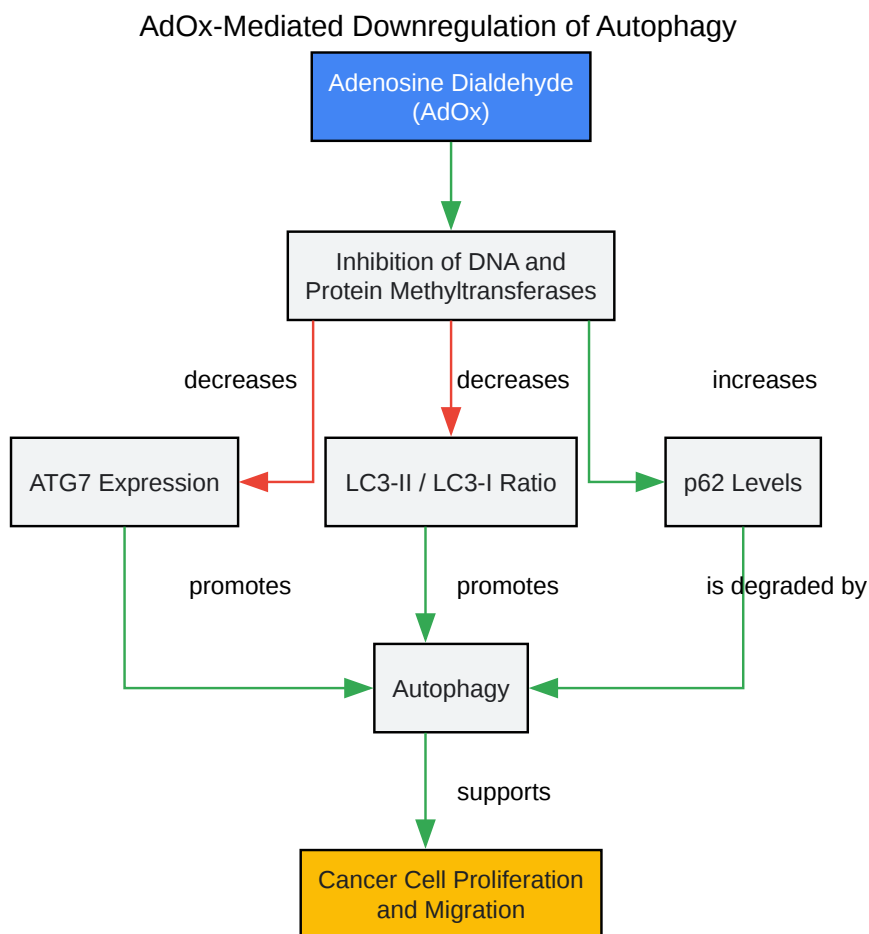 AdOx-Mediated Downregulation of Autophagy
Adenosine Dialdehyde
(AdOx)
Inhibition of DNA and
Protein Methyltransferases
decreases
decreases
increases
ATG7 Expression
LC3-II / LC3-I Ratio
p62 Levels
promotes
promotes
is degraded by
Autophagy
supports
Cancer Cell Proliferation
and Migration